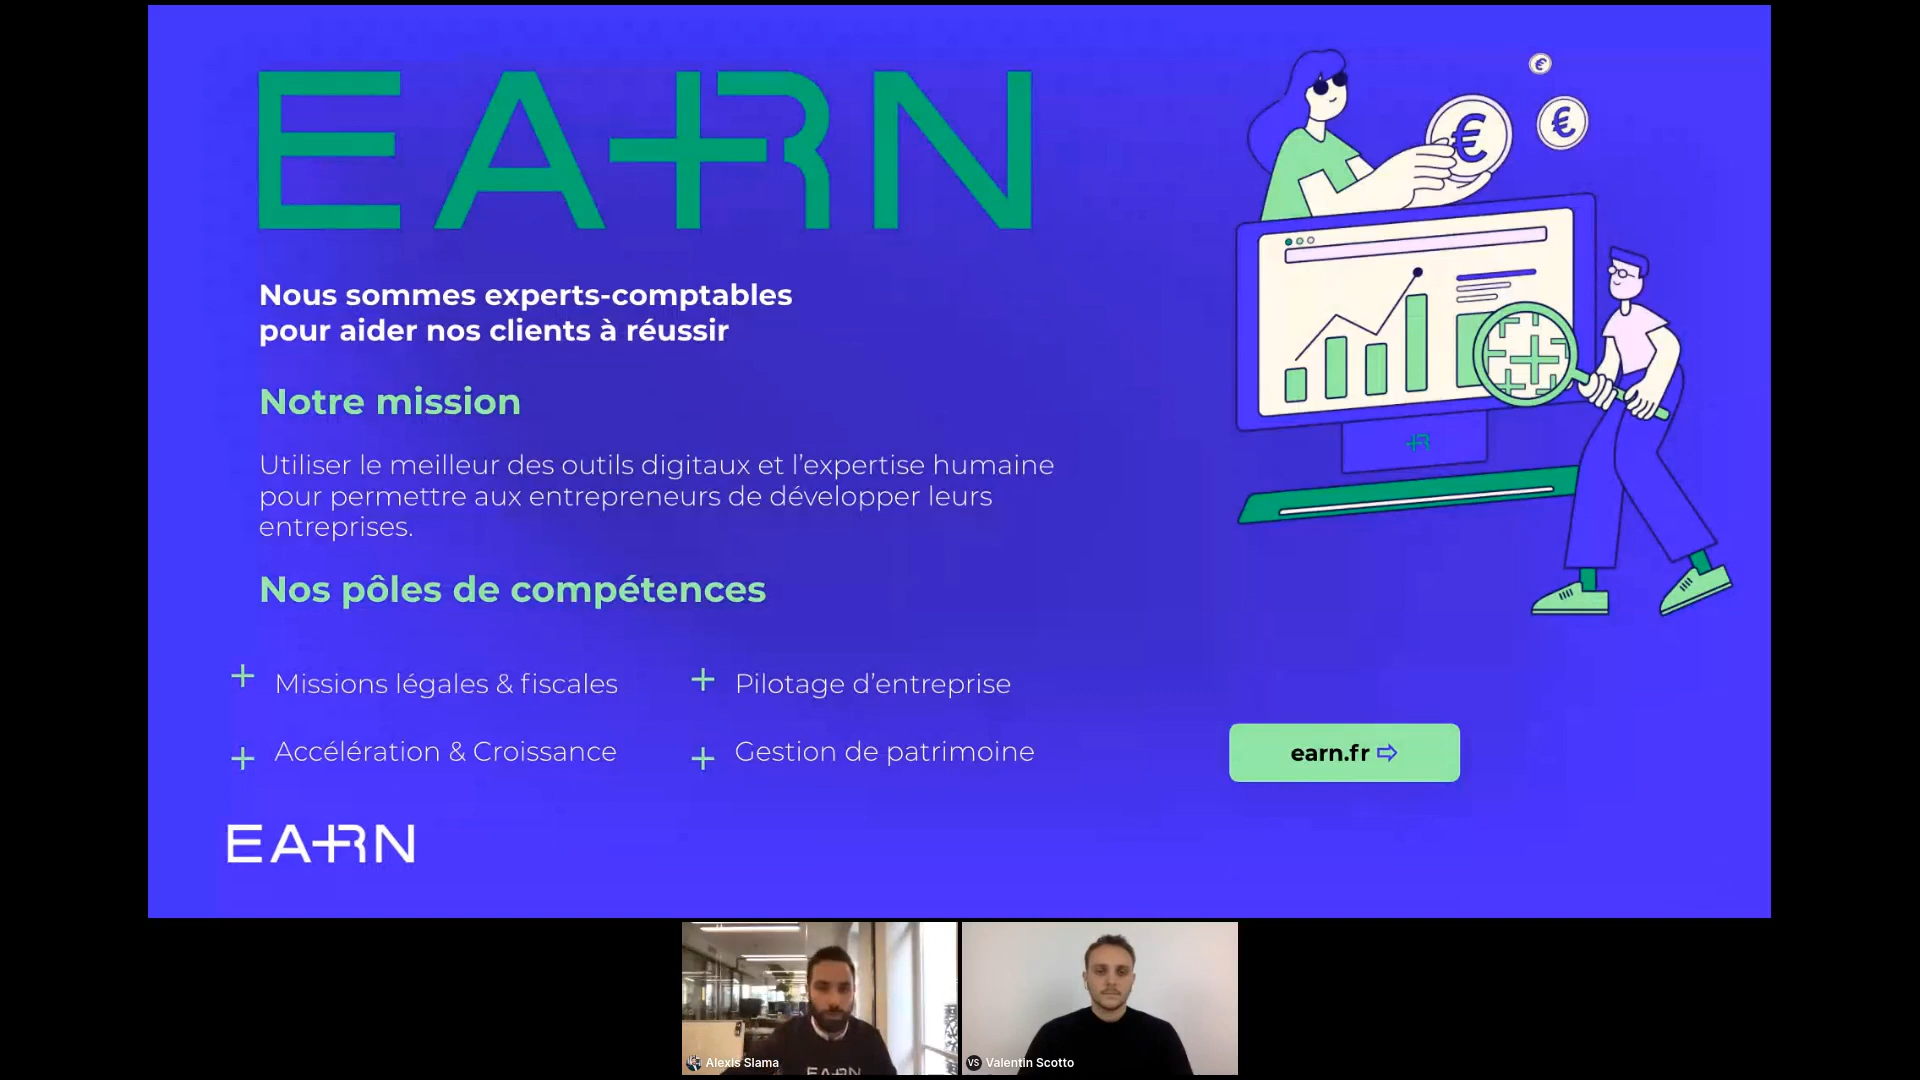 EARN
Nous sommes experts-comptables
pour aider nos clients à réussir
Notre mission
Utiliser le meilleur des outils digitaux et l’expertise humaine
pour permettre aux entrepreneurs de développer leurs
entreprises.
Nos pôles de compétences
+ Missions légales & fiscales
+ Pilotage d’entreprise
+ Accélération & Croissance
+ Gestion de patrimoine
earn.fr ⇨
EARN
€
€
€
+R
EARN
Alexis Slama
VS Valentin Scotto